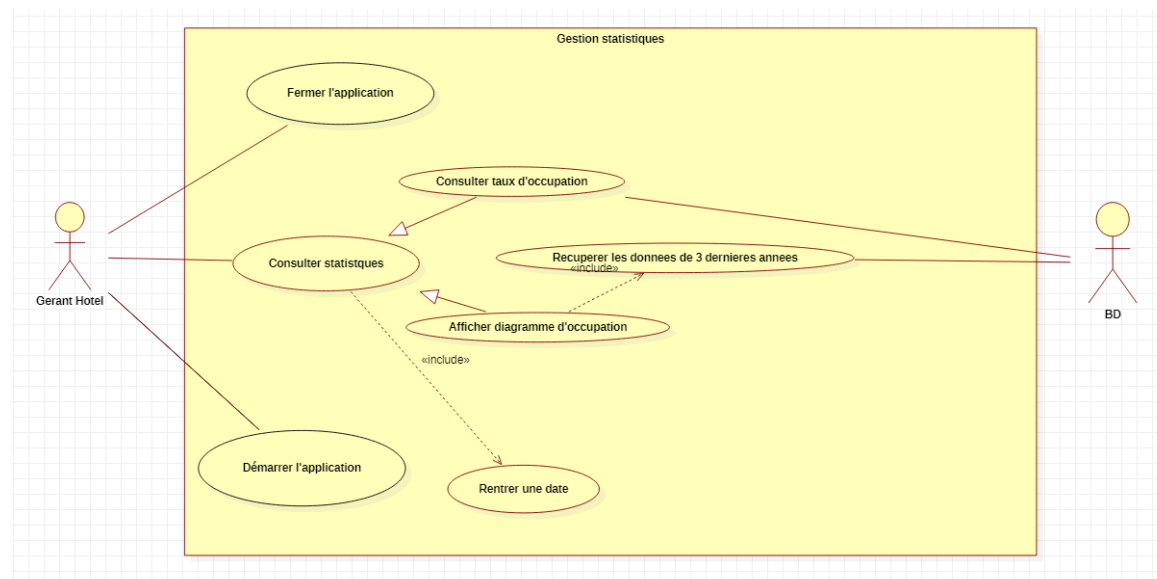 Gestion statistiques
Fermer l'application
Consulter taux d'occupation
Consulter statistques
Recuperer les donnees de 3 dernieres annees
«include»
Gerant Hotel
BD
Afficher diagramme d'occupation
«include»
Démarrer l'application
Rentrer une date